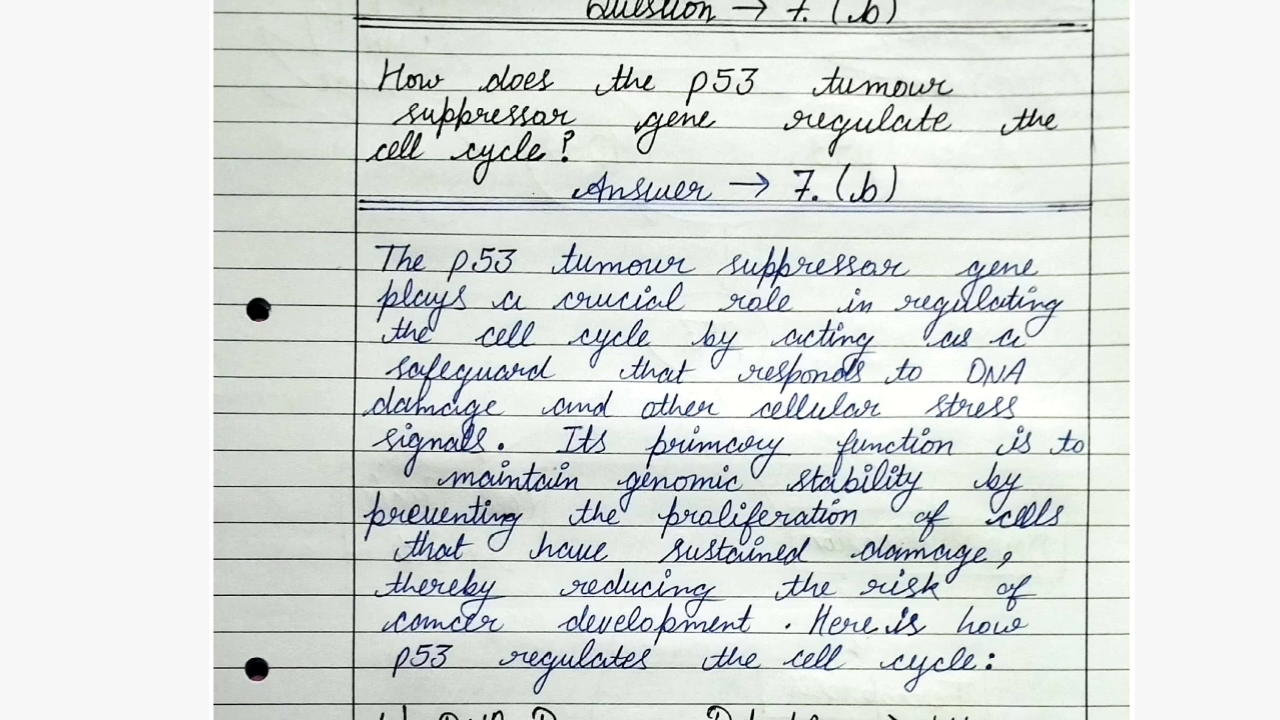 Question → 7. (b)
How does the p53 tumour
suppressor gene regulate the
cell cycle?
Answer → 7. (b)
The p53 tumour suppressor gene
plays a crucial role in regulating
the cell cycle by acting as a
safeguard that responds to DNA
damage and other cellular stress
signals. Its primary function is to
maintain genomic stability by
preventing the proliferation of cells
that have sustained damage,
thereby reducing the risk of
cancer development. Here is how
p53 regulates the cell cycle: